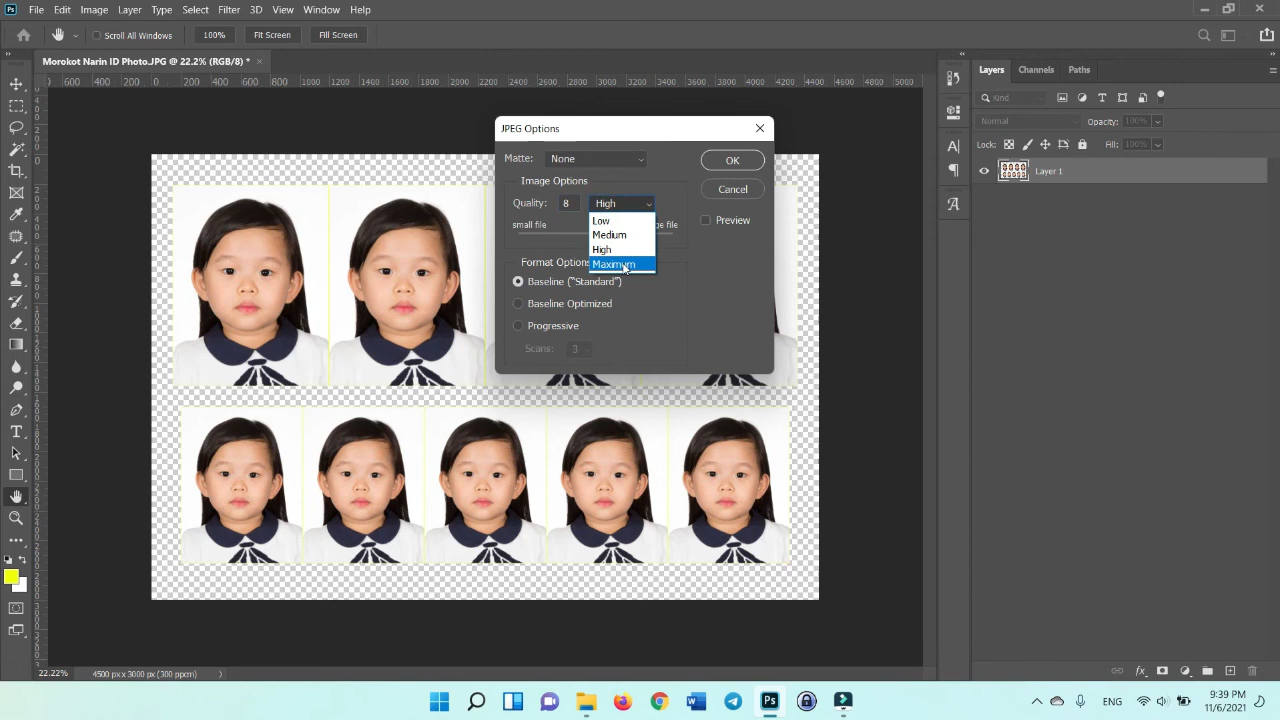 Ps File Edit Image Layer Type Select Filter 3D View Window Help
Scroll All Windows 100% Fit Screen Fill Screen
Morokot Narin ID Photo.JPG @ 22.2% (RGB/8) *
600 400 200 0 200 400 600 800 1000 1200 1400 1600 1800 2000 2200 2400 2600 2800 3000 3200 3400 3600 3800 4000 4200 4400 4600 4800 5000
JPEG Options
Matte: None
OK
Image Options
Cancel
Quality: 8 High
Preview
small file
ge file
Low
Medium
High
Maximum
Format Options
Baseline ("Standard")
Baseline Optimized
Progressive
Scans: 3
Layers Channels Paths
Kind
Normal Opacity: 100%
Lock: Fill: 100%
Layer 1
22.22% 4500 px x 3000 px (300 ppcm)
ENG
9:39 PM
11/6/2021